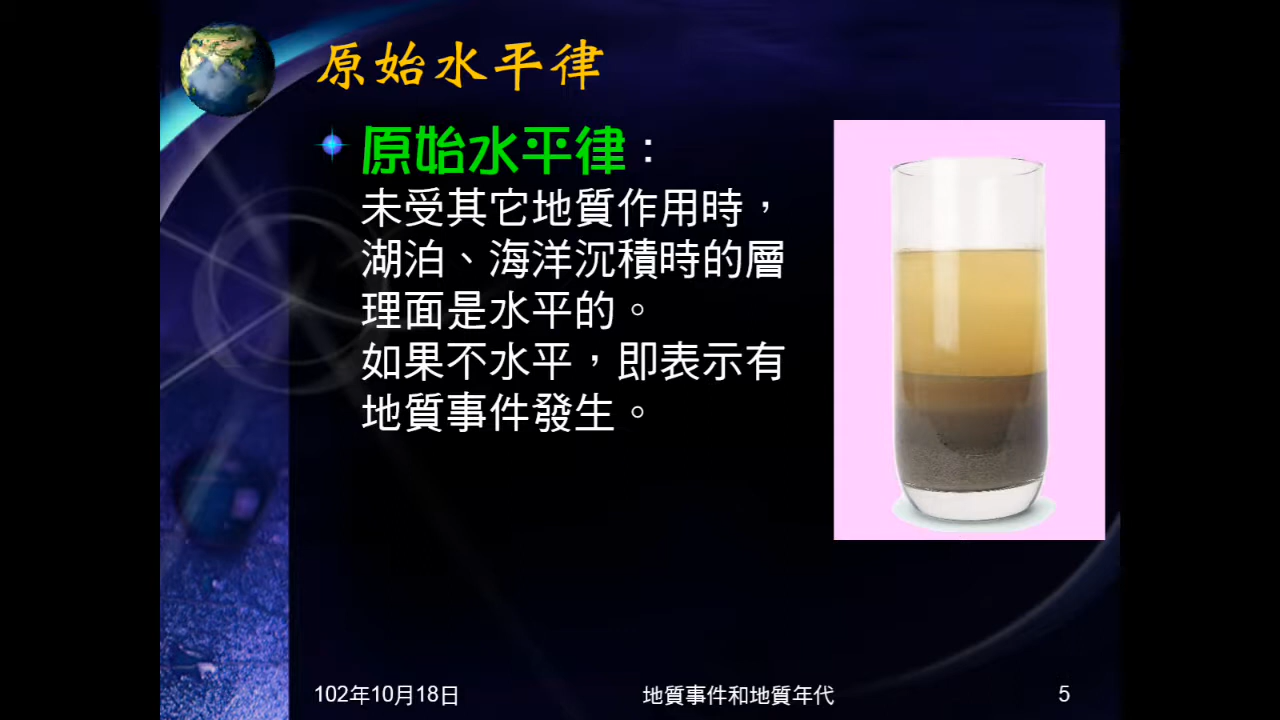 原始水平律
原始水平律：
未受其它地質作用時，
湖泊、海洋沉積時的層
理面是水平的。
如果不水平，即表示有
地質事件發生。
102年10月18日
地質事件和地質年代
5